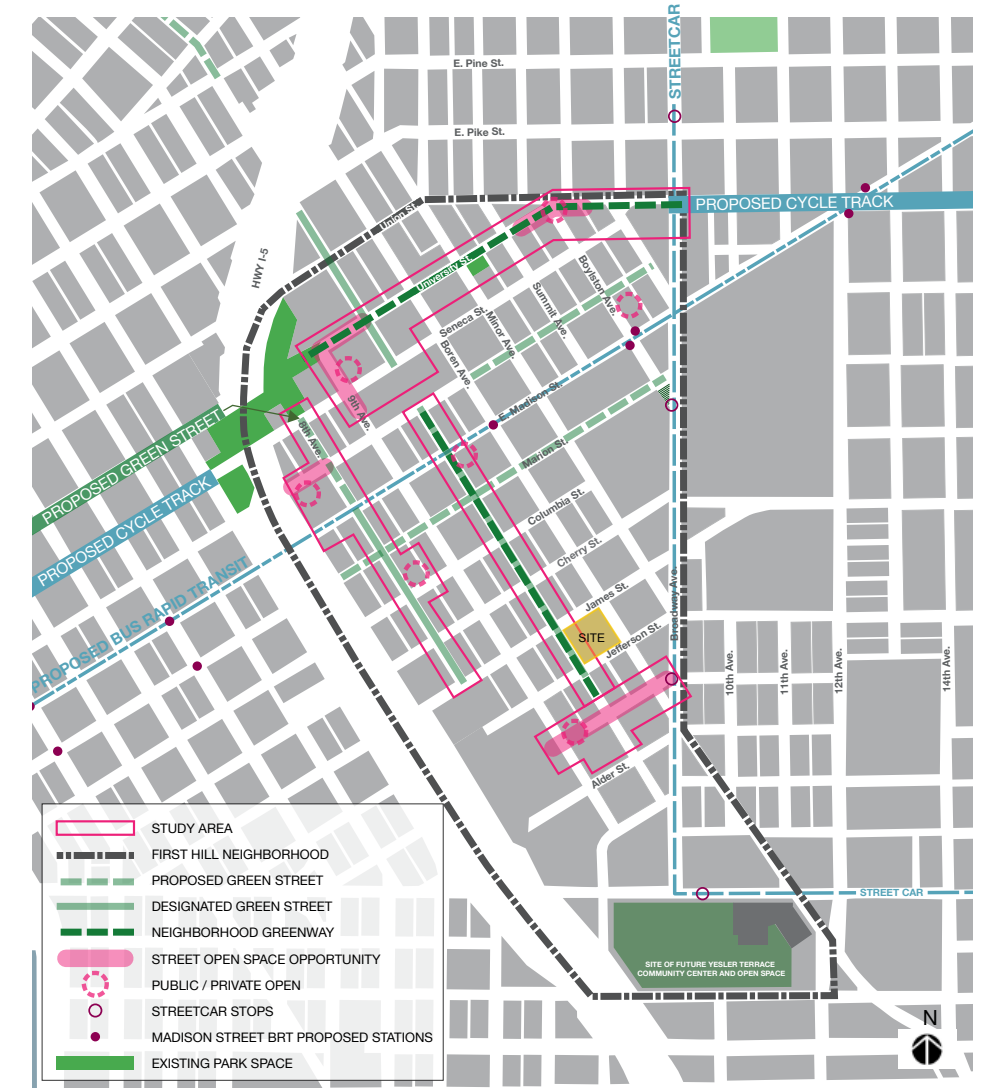 STREETCAR
E. Pine St.
E. Pike St.
PROPOSED CYCLE TRACK
Union St.
HWY I-5
University St.
Boylston Ave.
Summit Ave.
Seneca St.
Minor Ave.
Boren Ave.
9th Ave.
8th Ave.
E. Madison St.
Marion St.
PROPOSED GREEN STREET
PROPOSED CYCLE TRACK
PROPOSED BUS RAPID TRANSIT
Columbia St.
Cherry St.
James St.
SITE
Jefferson St.
Broadway Ave.
10th Ave.
11th Ave.
12th Ave.
14th Ave.
Alder St.
STUDY AREA
FIRST HILL NEIGHBORHOOD
PROPOSED GREEN STREET
DESIGNATED GREEN STREET
NEIGHBORHOOD GREENWAY
STREET OPEN SPACE OPPORTUNITY
PUBLIC / PRIVATE OPEN
STREETCAR STOPS
MADISON STREET BRT PROPOSED STATIONS
EXISTING PARK SPACE
STREET CAR
SITE OF FUTURE YESLER TERRACE
COMMUNITY CENTER AND OPEN SPACE
N